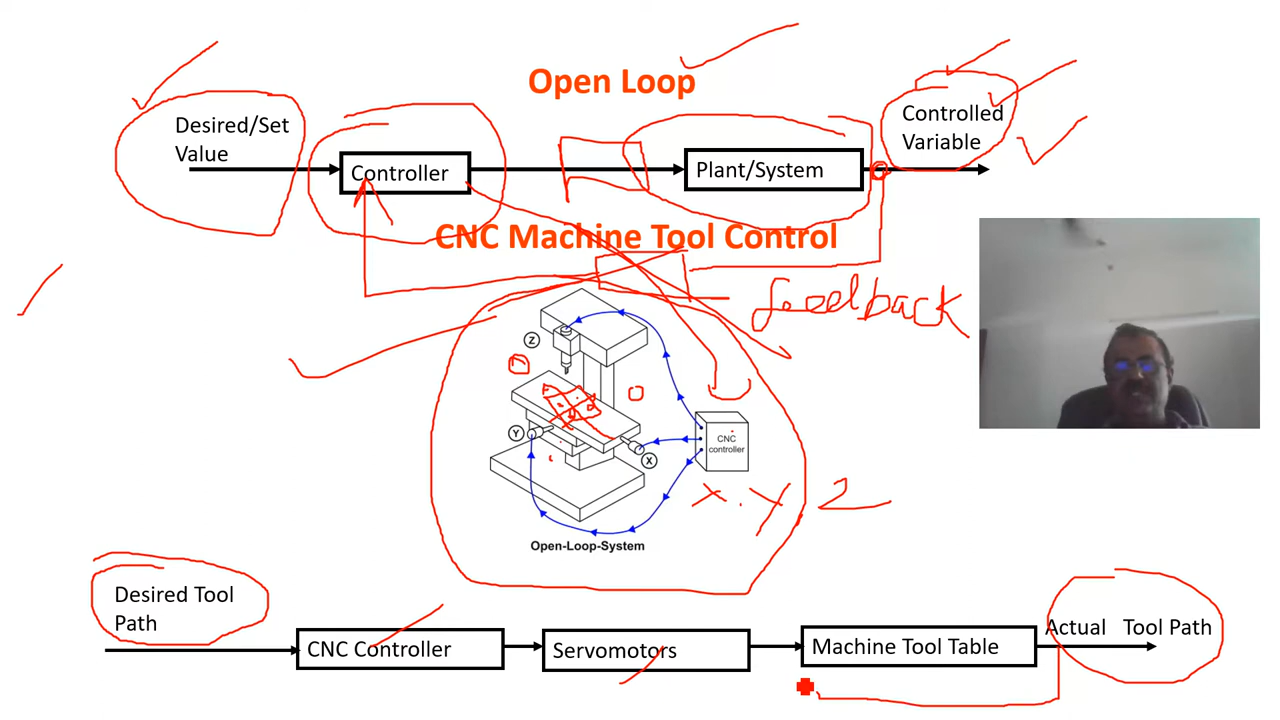 Open Loop
Desired/Set
Value
Controller
Plant/System
Controlled
Variable
CNC Machine Tool Control
feedback
Z
Y
X
CNC
controller
X.Y,Z
Open-Loop-System
Desired Tool
Path
CNC Controller
Servomotors
Machine Tool Table
Actual Tool Path